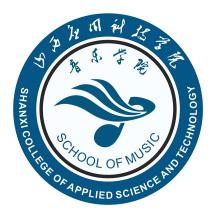 山西应用科技学院
音乐学院
SCHOOL OF MUSIC
SHANXI COLLEGE OF APPLIED SCIENCE AND TECHNOLOGY